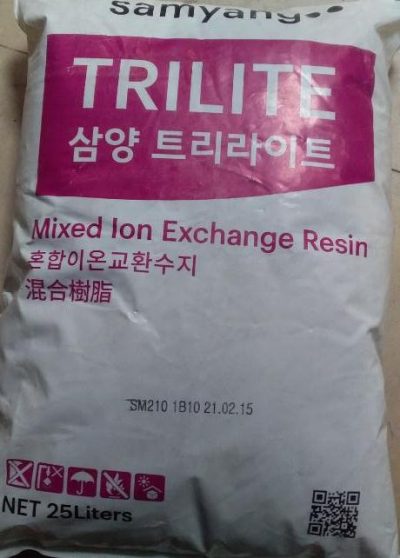 samyang
TRILITE
삼양 트리라이트
Mixed Ion Exchange Resin
혼합이온교환수지
混合樹脂
SM210 1B10 21.02.15
NET 25Liters